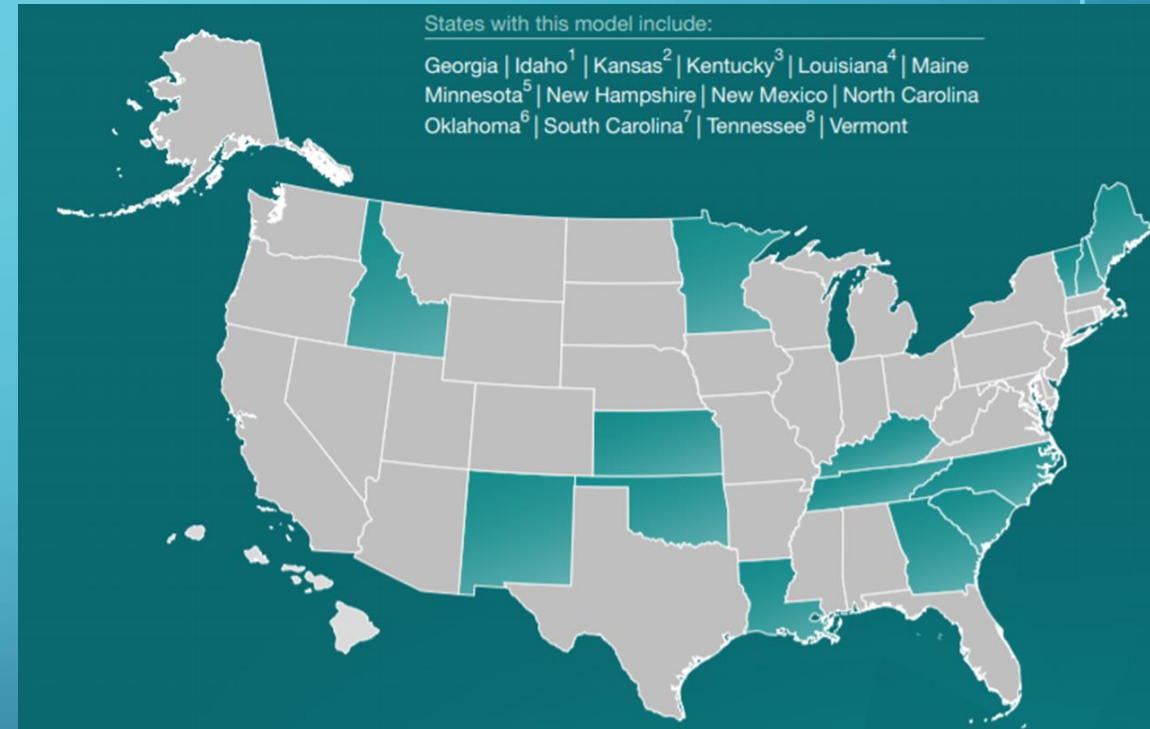 States with this model include:
Georgia | Idaho¹ | Kansas² | Kentucky³ | Louisiana⁴ | Maine
Minnesota⁵ | New Hampshire | New Mexico | North Carolina
Oklahoma⁶ | South Carolina⁷ | Tennessee⁸ | Vermont